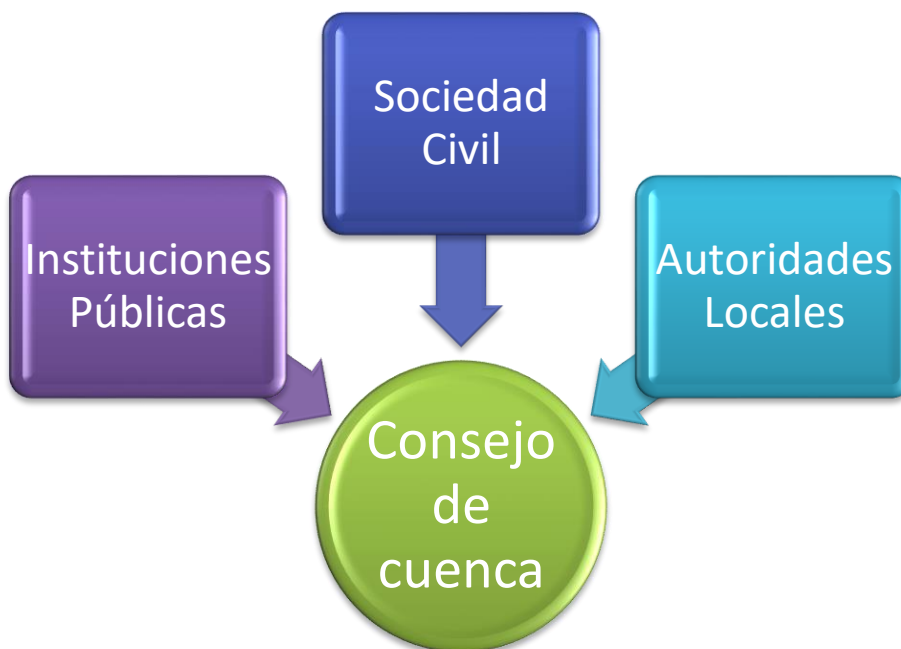 Sociedad
Civil
Instituciones
Públicas
Autoridades
Locales
Consejo
de
cuenca